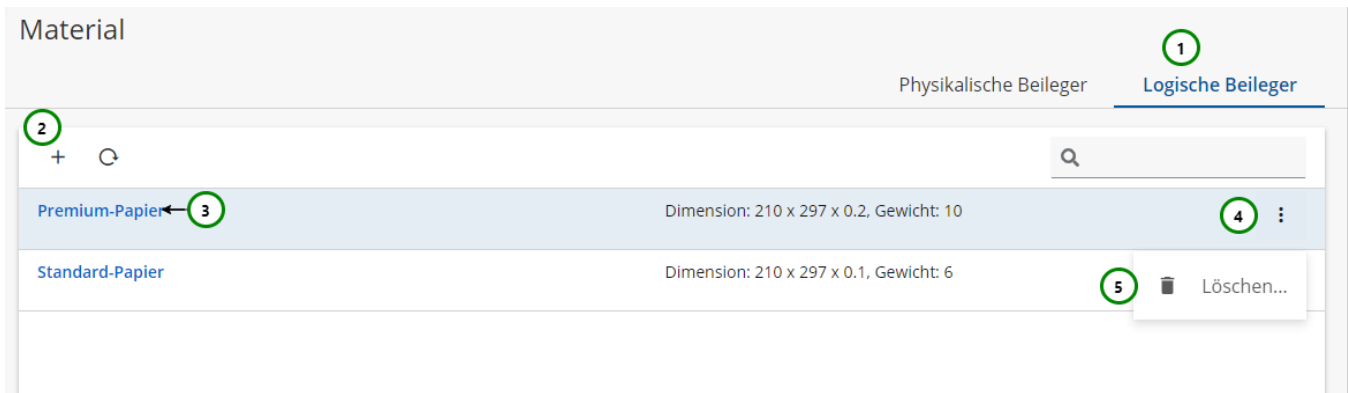 Material
1
Physikalische Beileger Logische Beileger
2
Premium-Papier 3 Dimension: 210 x 297 x 0.2, Gewicht: 10 4
Standard-Papier Dimension: 210 x 297 x 0.1, Gewicht: 6
5 Löschen...